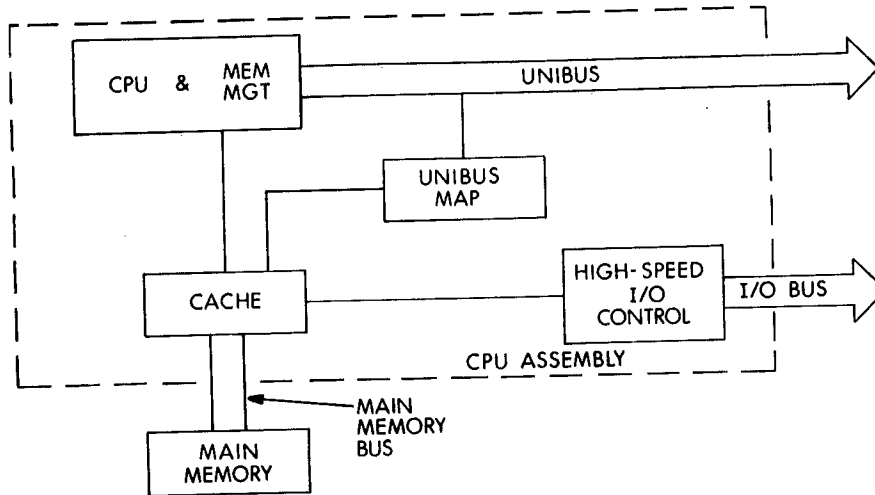 CPU & MEM
MGT
UNIBUS
UNIBUS
MAP
CACHE
HIGH-SPEED
I/O
CONTROL
I/O BUS
CPU ASSEMBLY
MAIN
MEMORY
BUS
MAIN
MEMORY